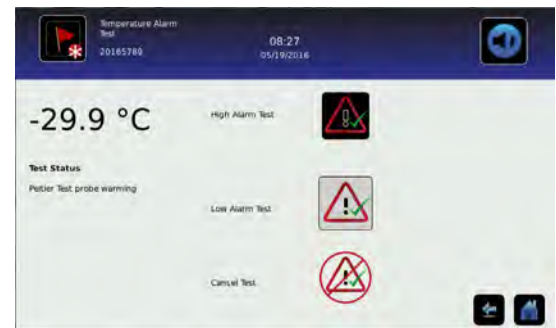 Temperature Alarm
Test
20165789
08:27
05/19/2016
-29.9 °C
High Alarm Test
Test Status
Peltier Test probe warming
Low Alarm Test
Cancel Test